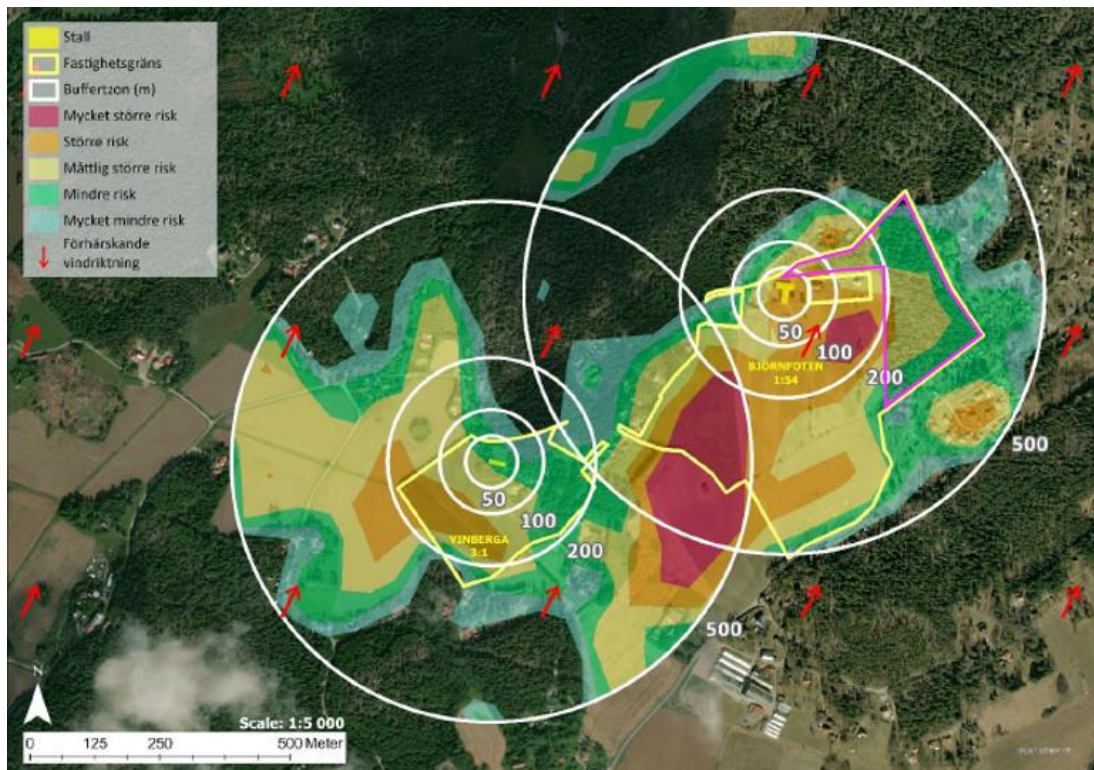 Stall
Fastighetsgräns
Buffertzon (m)
Mycket större risk
Större risk
Måttlig större risk
Mindre risk
Mycket mindre risk
Förhärskande
vindriktning
50
100
BJÖRNFOTEN
1:54
200
500
50
100
VINBERGA
3:1
200
500
N
Scale: 1:5 000
0
125
250
500 Meter